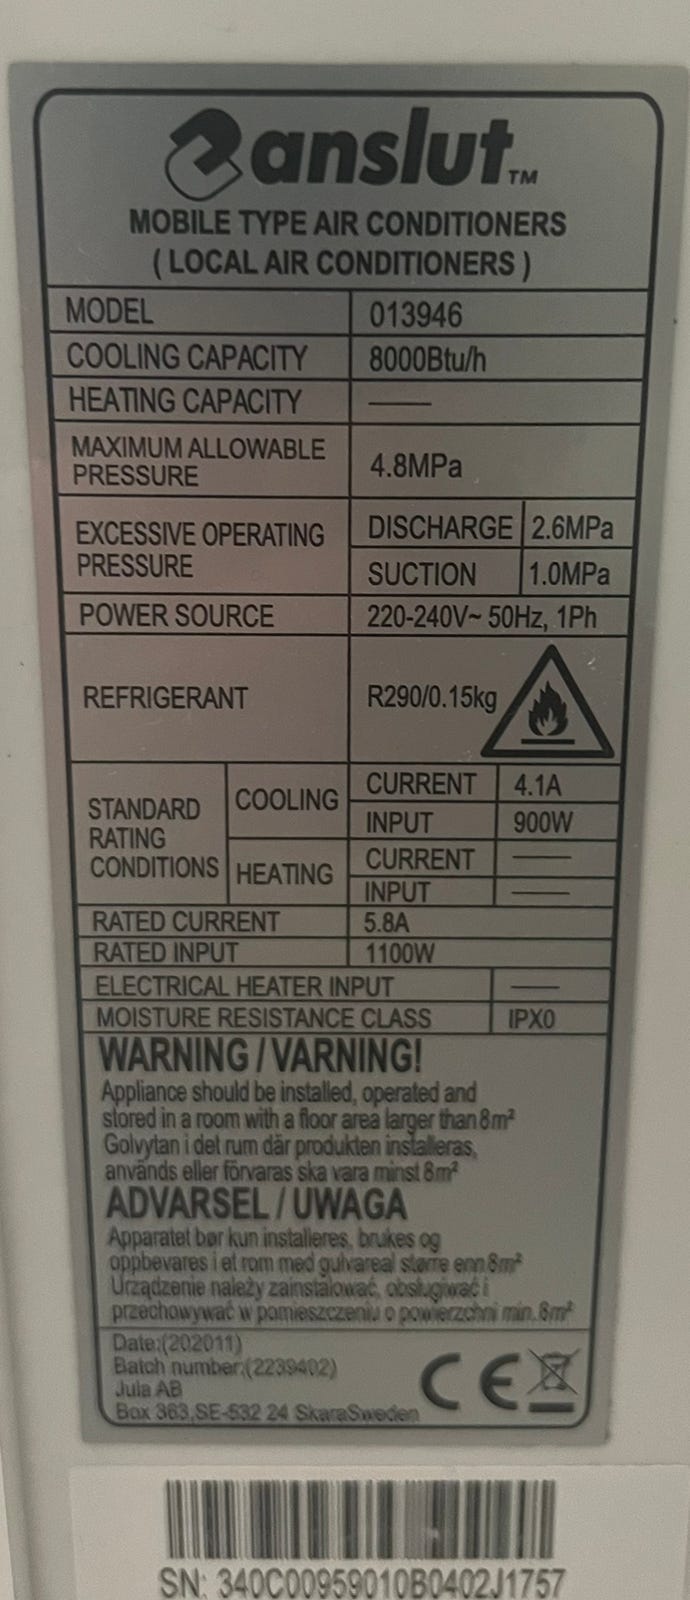 anslut™
MOBILE TYPE AIR CONDITIONERS
( LOCAL AIR CONDITIONERS )
MODEL 013946
COOLING CAPACITY 8000Btu/h
HEATING CAPACITY ——
MAXIMUM ALLOWABLE
PRESSURE
4.8MPa
EXCESSIVE OPERATING
PRESSURE
DISCHARGE 2.6MPa
SUCTION 1.0MPa
POWER SOURCE 220-240V~ 50Hz, 1Ph
REFRIGERANT R290/0.15kg
STANDARD
RATING
CONDITIONS
COOLING
CURRENT 4.1A
INPUT 900W
HEATING
CURRENT ——
INPUT ——
RATED CURRENT 5.8A
RATED INPUT 1100W
ELECTRICAL HEATER INPUT ——
MOISTURE RESISTANCE CLASS IPX0
WARNING / VARNING!
Appliance should be installed, operated and
stored in a room with a floor area larger than 8m²
Golvytan i det rum där produkten installeras,
används eller förvaras ska vara minst 8m²
ADVARSEL / UWAGA
Apparatet bør kun installeres, brukes og
oppbevares i et rom med gulvareal større enn 8m²
Urządzenie należy zainstalować, obsługiwać i
przechowywać w pomieszczeniu o powierzchni min. 8m²
Date:(202011)
Batch number:(2239402)
Jula AB
Box 363,SE-532 24 SkaraSweden
CE
SN: 340C00959010B0402J1757